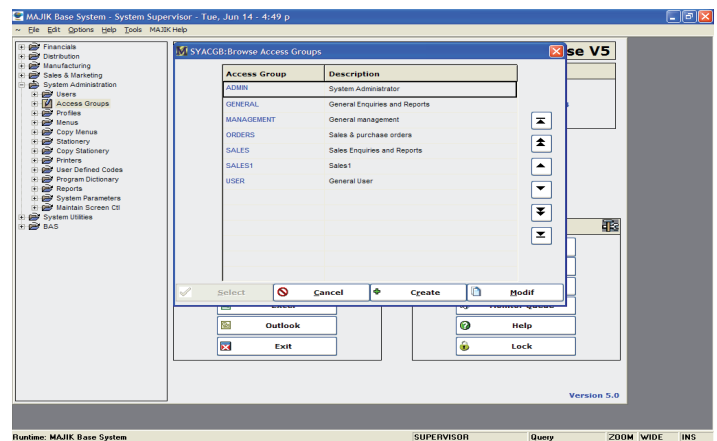 MAJIK Base System - System Supervisor - Tue, Jun 14 - 4:49 p
~ File Edit Options Help Tools MAJIK Help
Financials
Distribution
Manufacturing
Sales & Marketing
System Administration
Users
Access Groups
Profiles
Menus
Copy Menus
Stationery
Copy Stationery
Printers
User Defined Codes
Program Dictionary
Reports
System Parameters
Maintain Screen Ctl
System Utilities
BAS
SYACGB:Browse Access Groups
se V5
Access Group Description
ADMIN System Administrator
GENERAL General Enquiries and Reports
MANAGEMENT General management
ORDERS Sales & purchase orders
SALES Sales Enquiries and Reports
SALES1 Sales1
USER General User
Select Cancel Create Modif
Outlook Help
Exit Lock
Version 5.0
Runtime: MAJIK Base System SUPERVISOR Query ZOOM WIDE INS